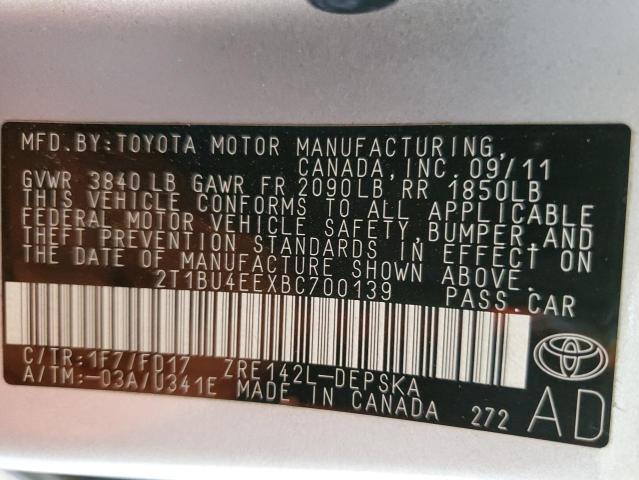 MFD.BY:TOYOTA MOTOR MANUFACTURING,
CANADA,INC.09/11
GVWR 3840LB GAWR FR 2090LB RR 1850LB
THIS VEHICLE CONFORMS TO ALL APPLICABLE
FEDERAL MOTOR VEHICLE SAFETY,BUMPER,AND
THEFT PREVENTION STANDARDS IN EFFECT ON
THE DATE OF MANUFACTURE SHOWN ABOVE.
2T1BU4EEXBC700139 PASS.CAR
C/TR:1F7/FD17 ZRE142L-DEPSKA
A/TM:-03A/U341E MADE IN CANADA 272
AD